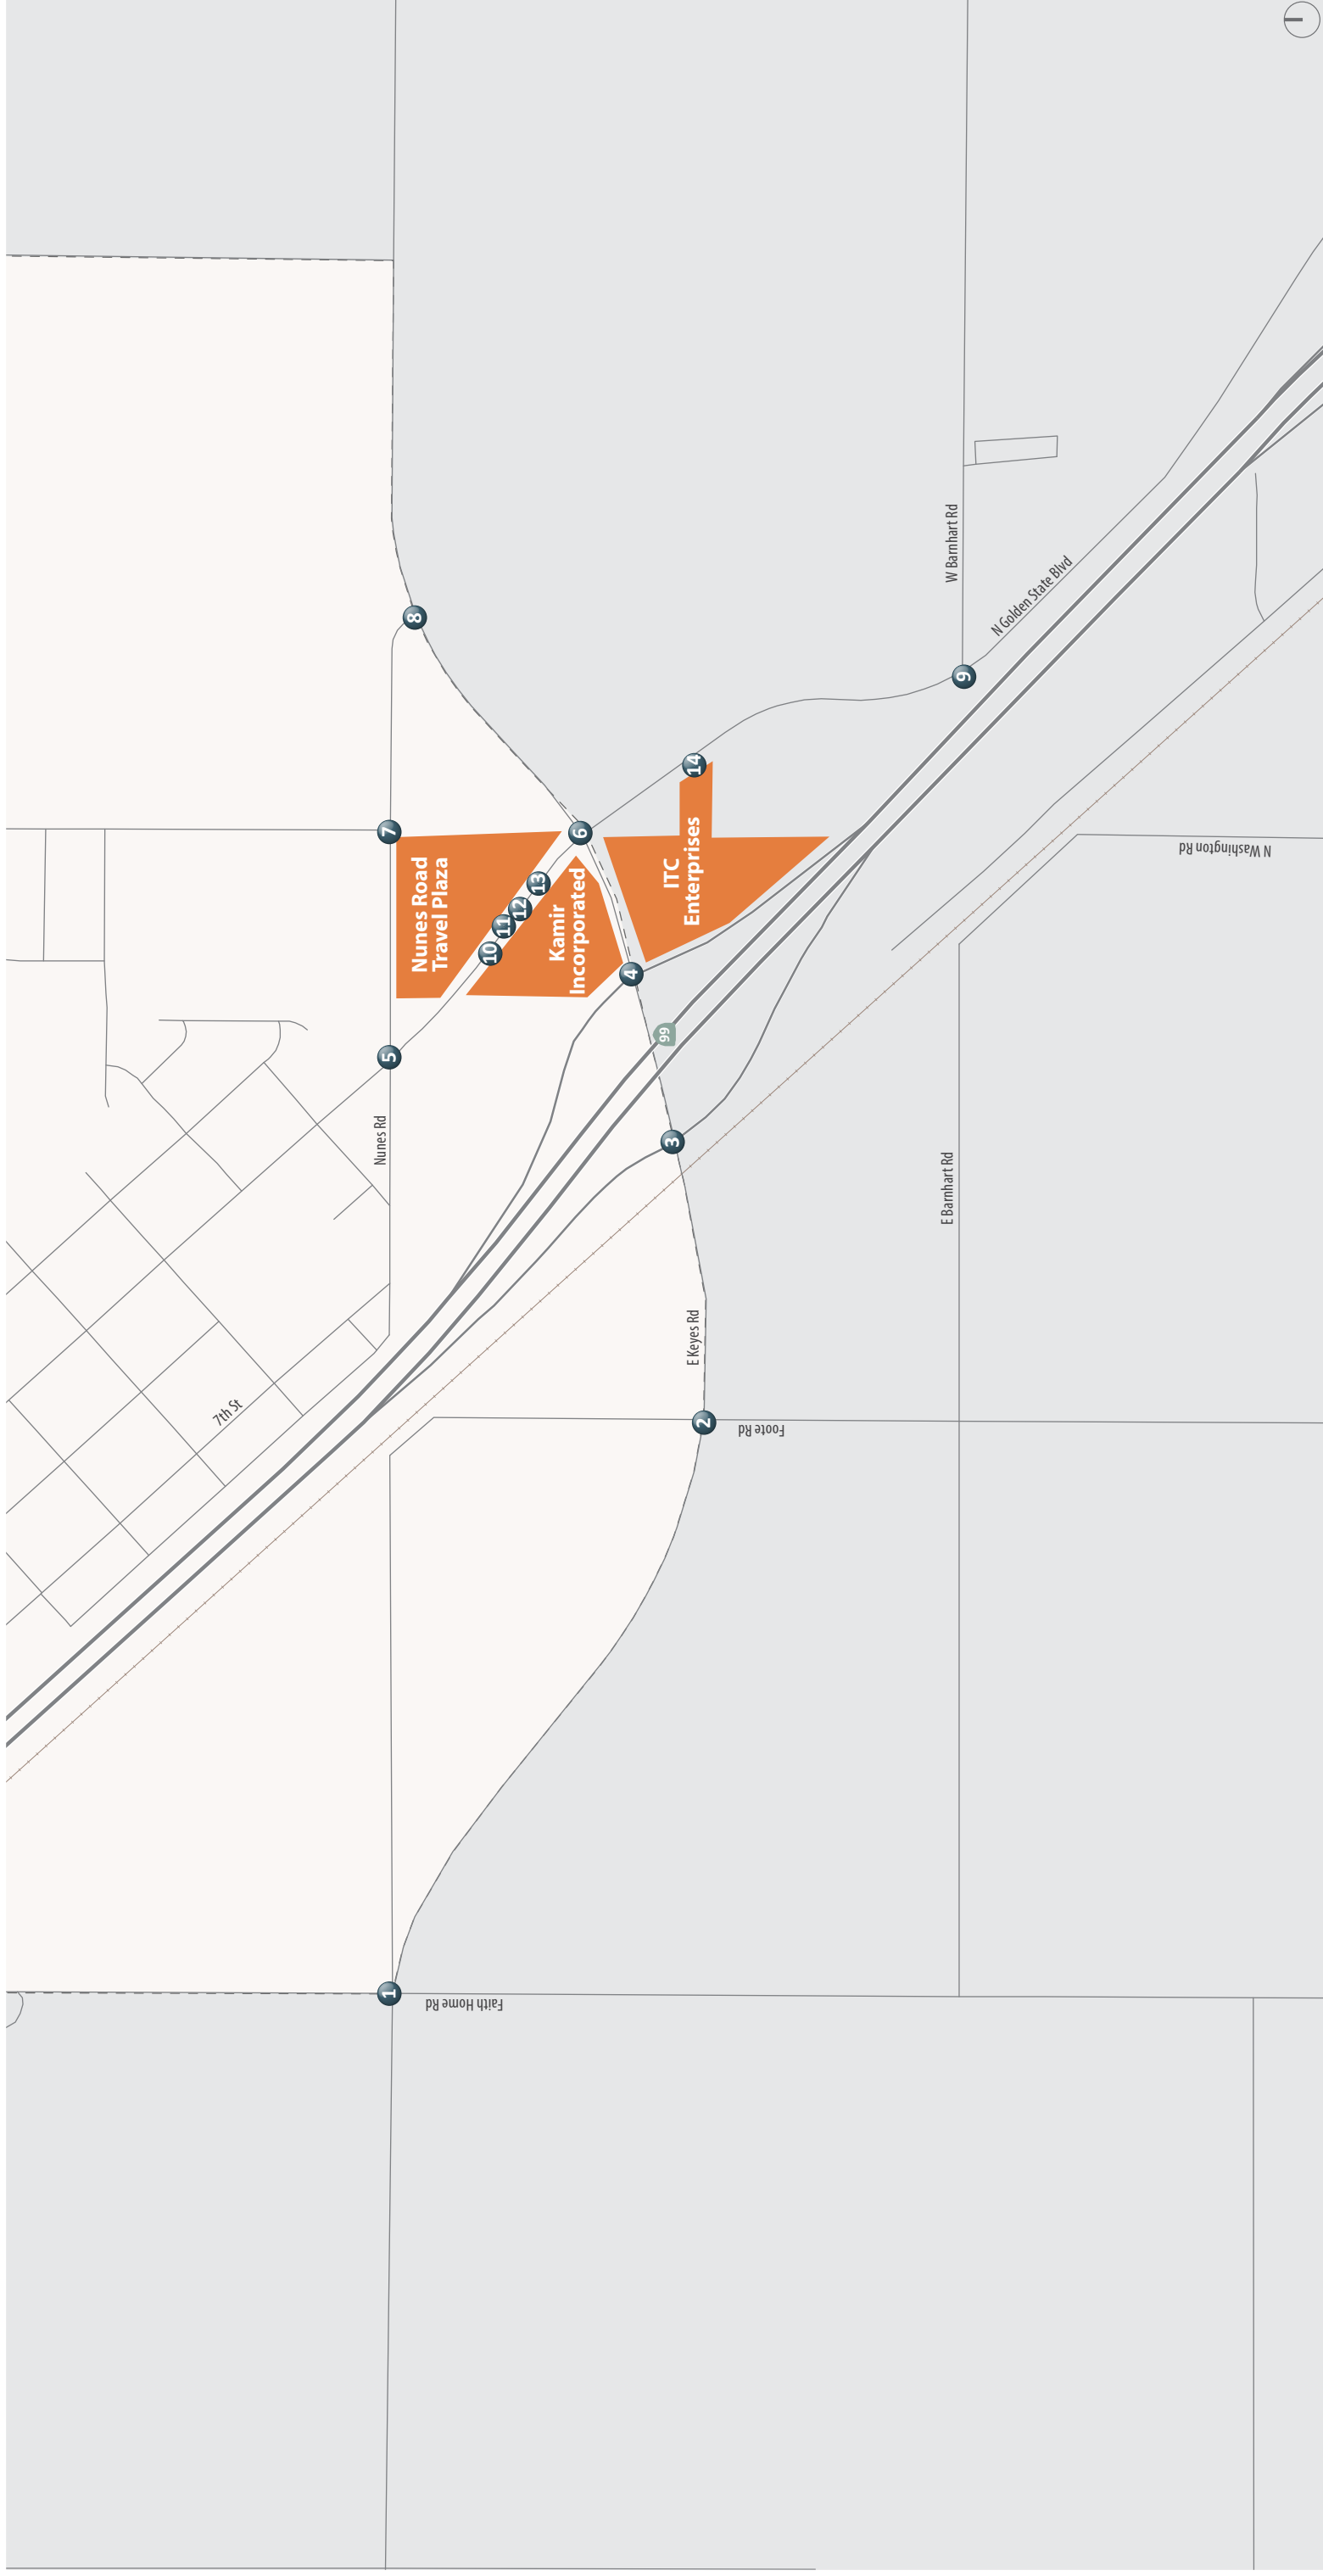 8
W Barnhart Rd
N Golden State Blvd
9
7
6
14
Nunes Road
Travel Plaza
10
11
12
13
Kamir
Incorporated
ITC
Enterprises
N Washington Rd
4
99
5
Nunes Rd
3
E Barnhart Rd
E Keyes Rd
7th St
2
Foote Rd
1
Faith Home Rd